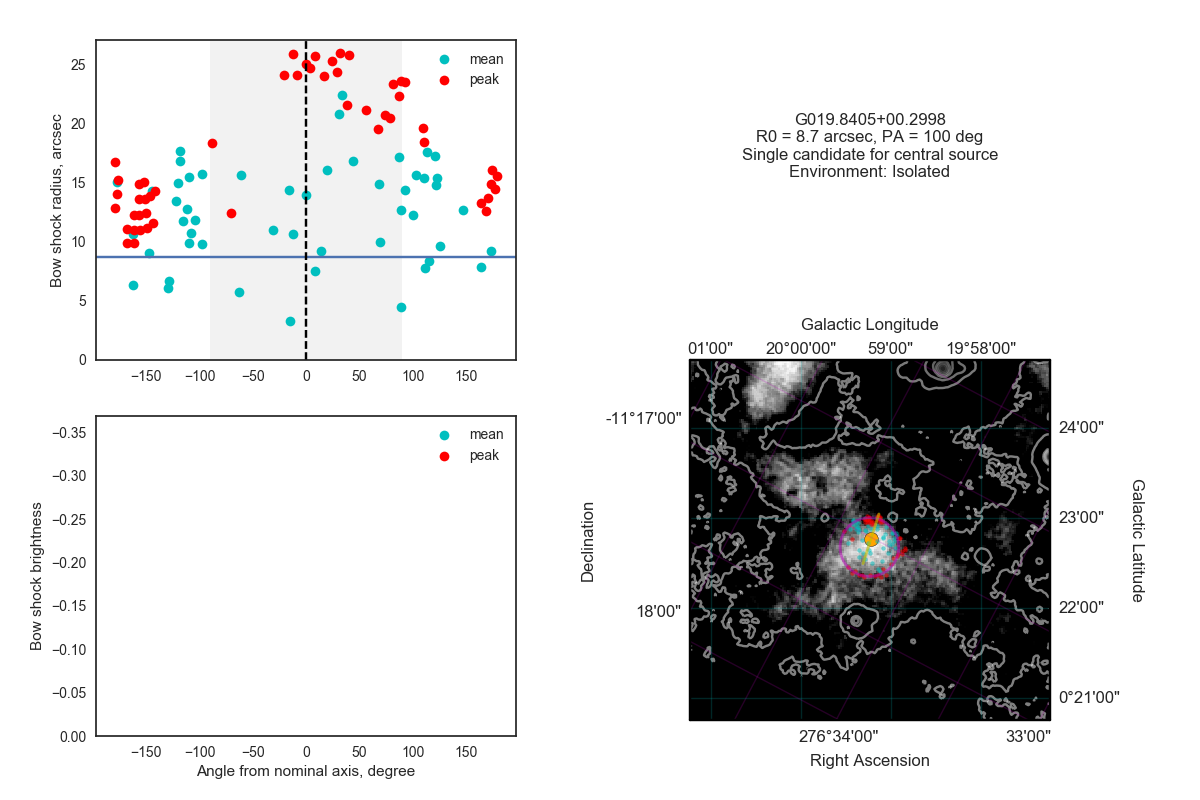 25
20
15
10
5
0
Bow shock radius, arcsec
mean
peak
−150
−100
−50
0
50
100
150
−0.35
−0.30
−0.25
−0.20
−0.15
−0.10
−0.05
0.00
Bow shock brightness
mean
peak
−150
−100
−50
0
50
100
150
Angle from nominal axis, degree
G019.8405+00.2998
R0 = 8.7 arcsec, PA = 100 deg
Single candidate for central source
Environment: Isolated
Galactic Longitude
01'00" 20°00'00" 59'00" 19°58'00"
-11°17'00"
18'00"
Declination
24'00"
23'00"
22'00"
0°21'00"
Galactic Latitude
276°34'00" 33'00"
Right Ascension